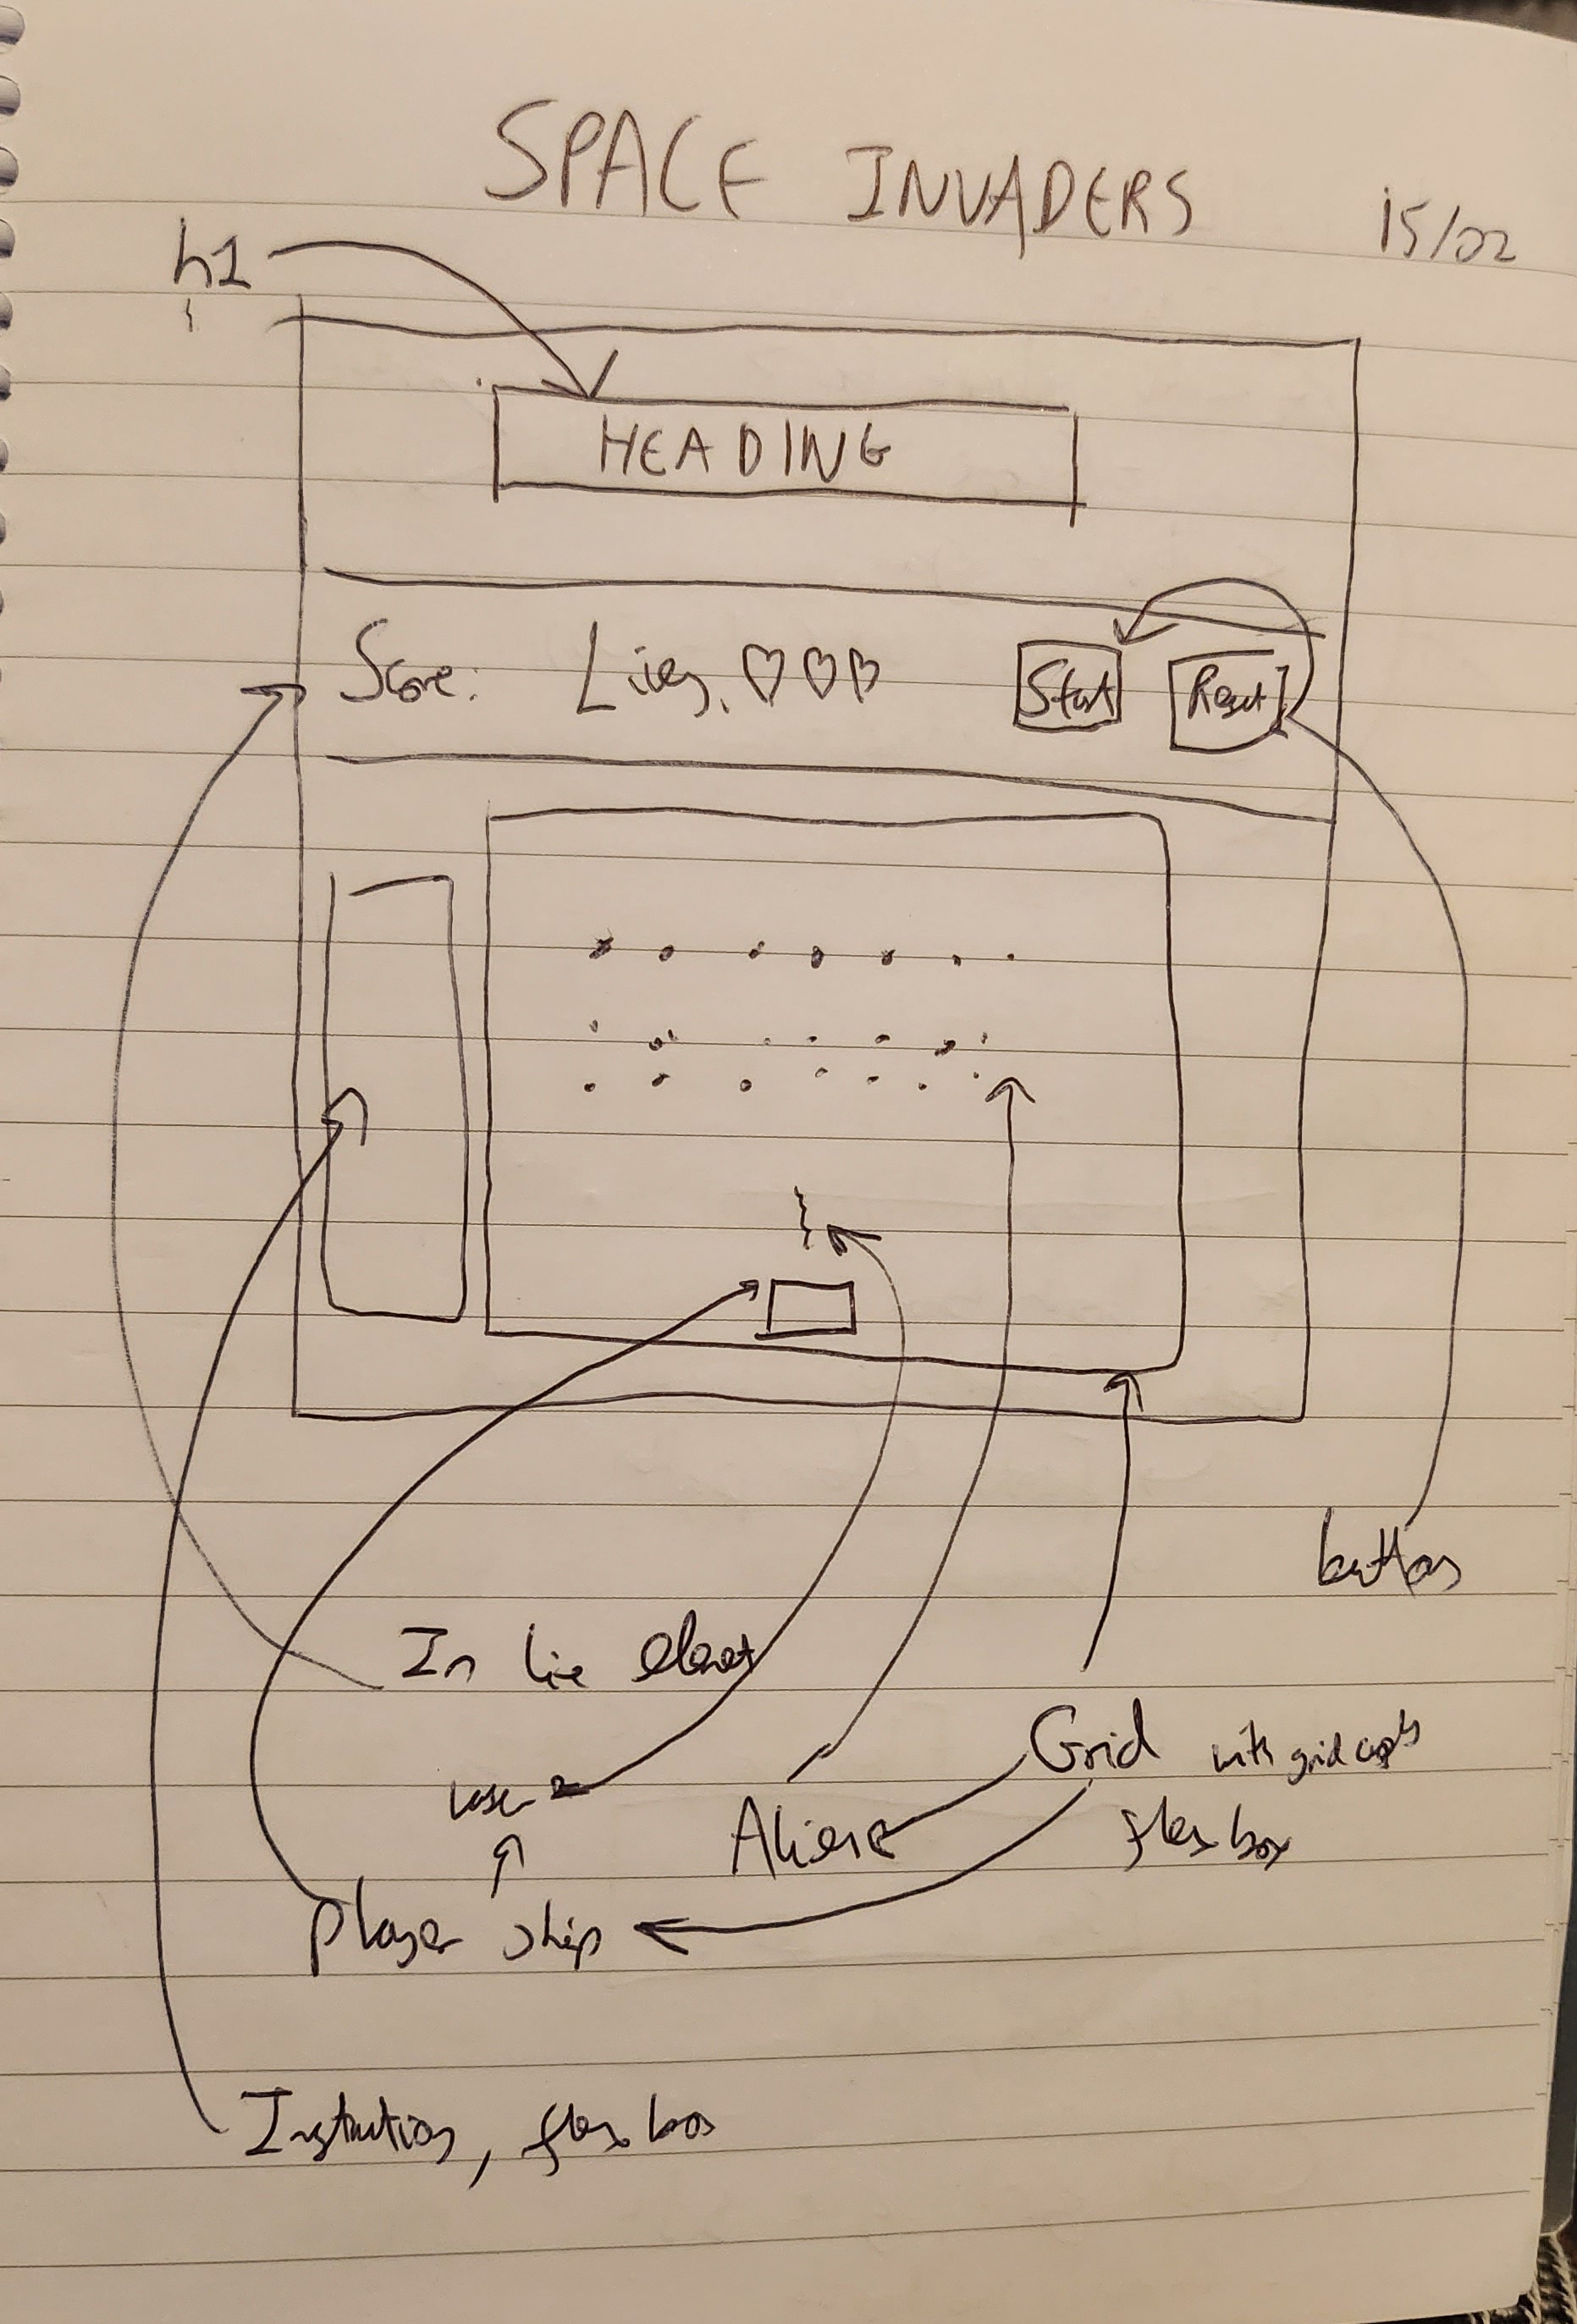 SPACE INVADERS 15/02
h1
HEADING
Score: Lives. ♡♡♡ Start Reset
buttons
In line element
Grid with grid cells
laser
Aliens
flex box
player ship
Instructions, flex box